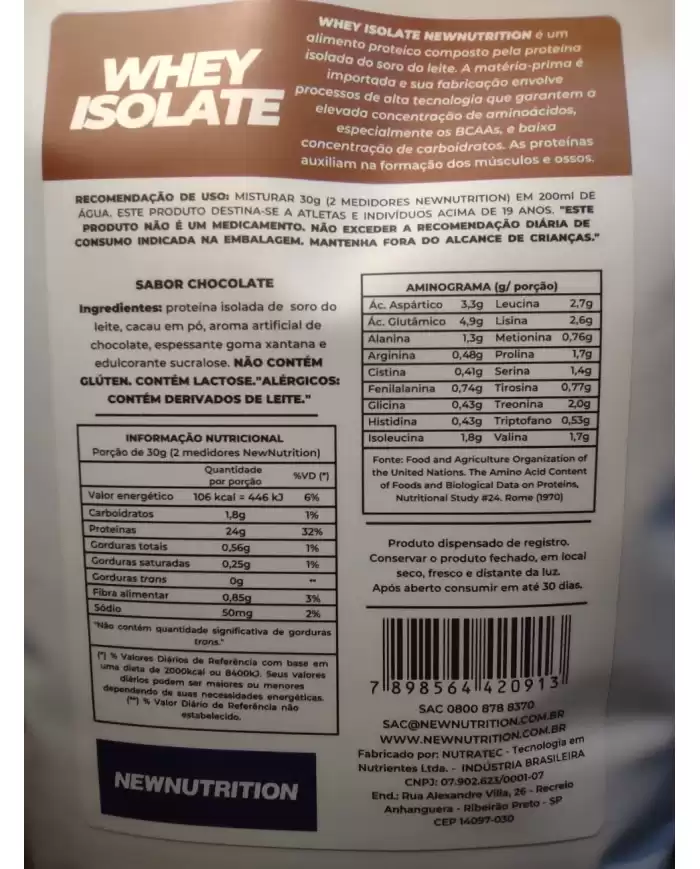 WHEY
ISOLATE
WHEY ISOLATE NEWNUTRITION é um
alimento proteico composto pela proteína
isolada do soro do leite. A matéria-prima é
importada e sua fabricação envolve
processos de alta tecnologia que garantem a
elevada concentração de aminoácidos,
especialmente os BCAAs, e baixa
concentração de carboidratos. As proteínas
auxiliam na formação dos músculos e ossos.
RECOMENDAÇÃO DE USO: MISTURAR 30g (2 MEDIDORES NEWNUTRITION) EM 200ml DE
ÁGUA. ESTE PRODUTO DESTINA-SE A ATLETAS E INDIVÍDUOS ACIMA DE 19 ANOS. "ESTE
PRODUTO NÃO É UM MEDICAMENTO. NÃO EXCEDER A RECOMENDAÇÃO DIÁRIA DE
CONSUMO INDICADA NA EMBALAGEM. MANTENHA FORA DO ALCANCE DE CRIANÇAS."
SABOR CHOCOLATE
Ingredientes: proteína isolada de soro do
leite, cacau em pó, aroma artificial de
chocolate, espessante goma xantana e
edulcorante sucralose. NÃO CONTÉM
GLÚTEN. CONTÉM LACTOSE."ALÉRGICOS:
CONTÉM DERIVADOS DE LEITE."
INFORMAÇÃO NUTRICIONAL
Porção de 30g (2 medidores NewNutrition)
Quantidade
por porção %VD (*)
Valor energético 106 kcal = 446 kJ 6%
Carboidratos 1,8g 1%
Proteínas 24g 32%
Gorduras totais 0,56g 1%
Gorduras saturadas 0,25g 1%
Gorduras trans 0g **
Fibra alimentar 0,85g 3%
Sódio 50mg 2%
"Não contém quantidade significativa de gorduras
trans."
(*) % Valores Diários de Referência com base em
uma dieta de 2000kcal ou 8400kJ. Seus valores
diários podem ser maiores ou menores
dependendo de suas necessidades energéticas.
(**) % Valor Diário de Referência não
estabelecido.
NEWNUTRITION
AMINOGRAMA (g/ porção)
Ác. Aspártico 3,3g Leucina 2,7g
Ác. Glutâmico 4,9g Lisina 2,6g
Alanina 1,3g Metionina 0,76g
Arginina 0,48g Prolina 1,7g
Cistina 0,41g Serina 1,4g
Fenilalanina 0,74g Tirosina 0,77g
Glicina 0,43g Treonina 2,0g
Histidina 0,43g Triptofano 0,53g
Isoleucina 1,8g Valina 1,7g
Fonte: Food and Agriculture Organization of
the United Nations. The Amino Acid Content
of Foods and Biological Data on Proteins,
Nutritional Study #24. Rome (1970)
Produto dispensado de registro.
Conservar o produto fechado, em local
seco, fresco e distante da luz.
Após aberto consumir em até 30 dias.
7 898564 420913
SAC 0800 878 8370
SAC@NEWNUTRITION.COM.BR
WWW.NEWNUTRITION.COM.BR
Fabricado por: NUTRATEC - Tecnologia em
Nutrientes Ltda. - INDÚSTRIA BRASILEIRA
CNPJ: 07.902.623/0001-07
End.: Rua Alexandre Villa, 26 - Recreio
Anhanguera - Ribeirão Preto - SP
CEP 14097-030